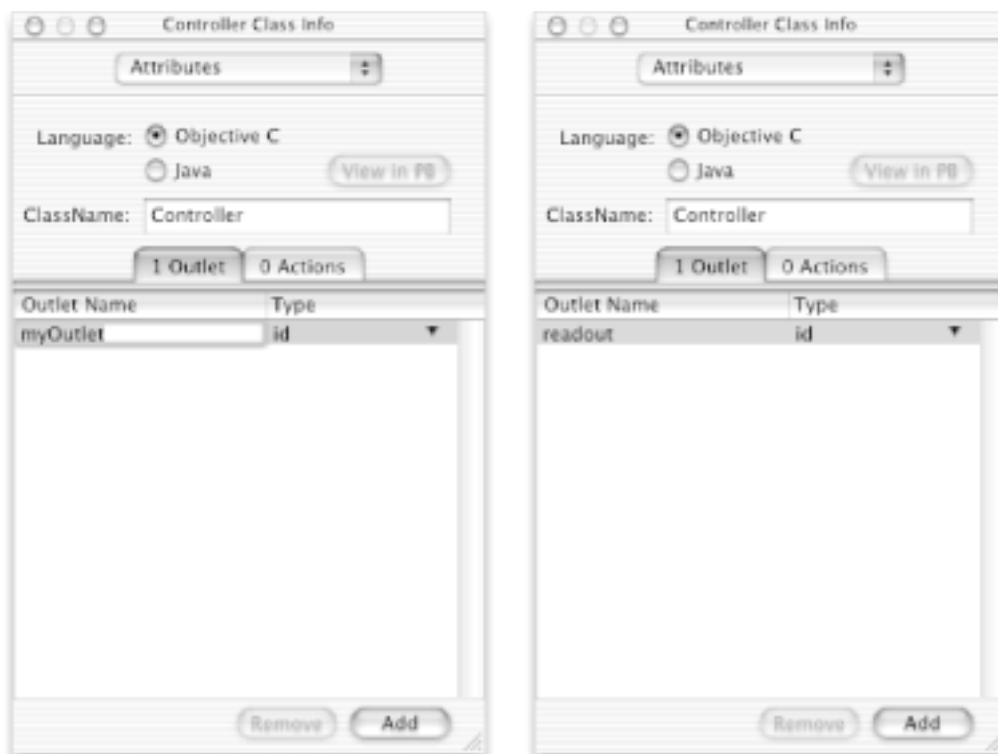 Controller Class Info
Attributes
Language: Objective C
Java View in PB
ClassName: Controller
1 Outlet 0 Actions
Outlet Name Type
myOutlet id
Remove Add
Controller Class Info
Attributes
Language: Objective C
Java View in PB
ClassName: Controller
1 Outlet 0 Actions
Outlet Name Type
readout id
Remove Add